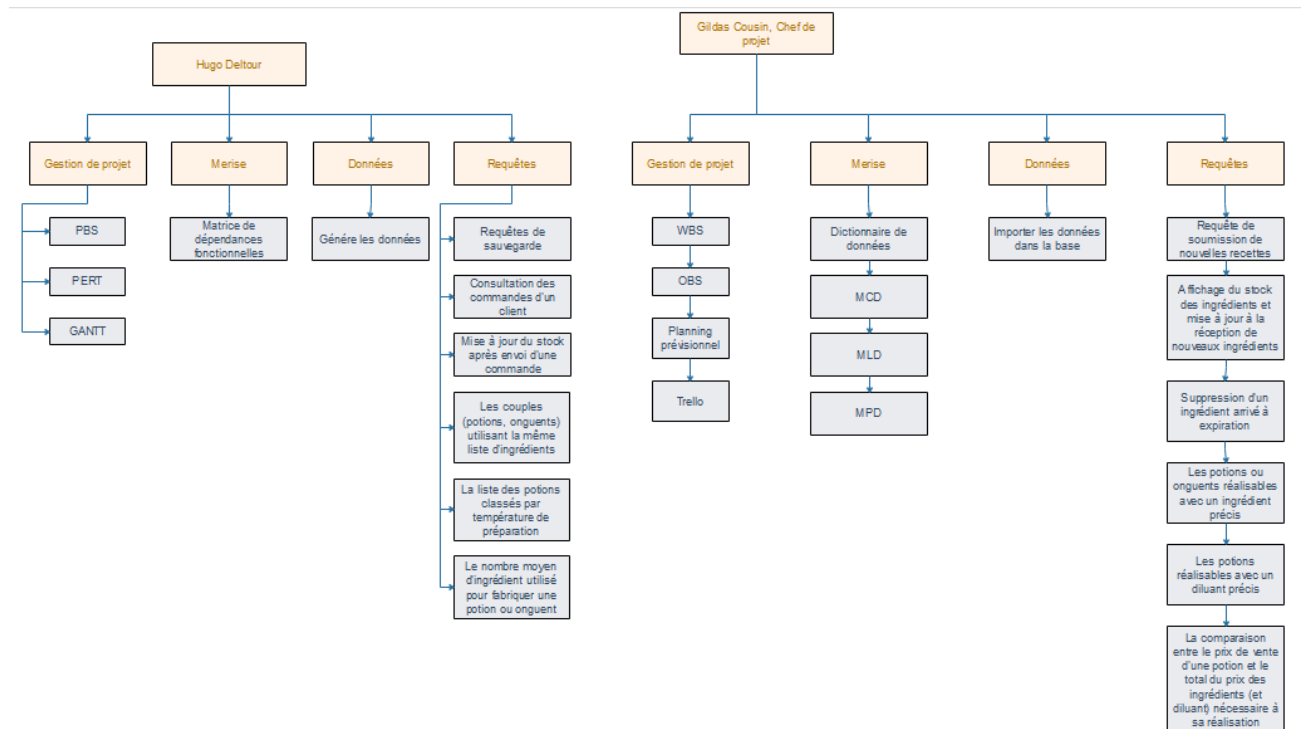 Hugo Deltour
Gestion de projet
PBS
PERT
GANTT
Merise
Matrice de
dépendances
fonctionnelles
Données
Génére les données
Requêtes
Requêtes de
sauvegarde
Consultation des
commandes d'un
client
Mise à jour du stock
après envoi d'une
commande
Les couples
(potions, onguents)
utilisant la même
liste d'ingrédients
La liste des potions
classés par
température de
préparation
Le nombre moyen
d'ingrédient utilisé
pour fabriquer une
potion ou onguent
Gildas Cousin, Chef de
projet
Gestion de projet
WBS
OBS
Planning
prévisionnel
Trello
Merise
Dictionnaire de
données
MCD
MLD
MPD
Données
Importer les données
dans la base
Requêtes
Requête de
soumission de
nouvelles recettes
Affichage du stock
des ingrédients et
mise à jour à la
réception de
nouveaux ingrédients
Suppression d'un
ingrédient arrivé à
expiration
Les potions ou
onguents réalisables
avec un ingrédient
précis
Les potions
réalisables avec un
diluant précis
La comparaison
entre le prix de vente
d'une potion et le
total du prix des
ingrédients (et
diluant) nécessaire à
sa réalisation